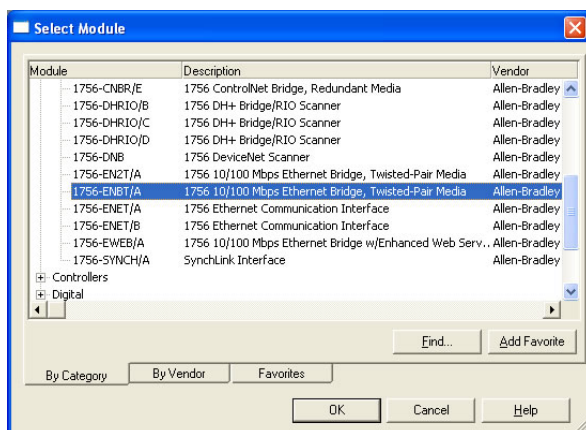 Select Module
Module Description Vendor
1756-CNBR/E 1756 ControlNet Bridge, Redundant Media Allen-Bradley
1756-DHRIO/B 1756 DH+ Bridge/RIO Scanner Allen-Bradley
1756-DHRIO/C 1756 DH+ Bridge/RIO Scanner Allen-Bradley
1756-DHRIO/D 1756 DH+ Bridge/RIO Scanner Allen-Bradley
1756-DNB 1756 DeviceNet Scanner Allen-Bradley
1756-EN2T/A 1756 10/100 Mbps Ethernet Bridge, Twisted-Pair Media Allen-Bradley
1756-ENBT/A 1756 10/100 Mbps Ethernet Bridge, Twisted-Pair Media Allen-Bradley
1756-ENET/A 1756 Ethernet Communication Interface Allen-Bradley
1756-ENET/B 1756 Ethernet Communication Interface Allen-Bradley
1756-EWEB/A 1756 10/100 Mbps Ethernet Bridge w/Enhanced Web Serv.. Allen-Bradley
1756-SYNCH/A SynchLink Interface Allen-Bradley
Controllers
Digital
Find... Add Favorite
By Category By Vendor Favorites
OK Cancel Help